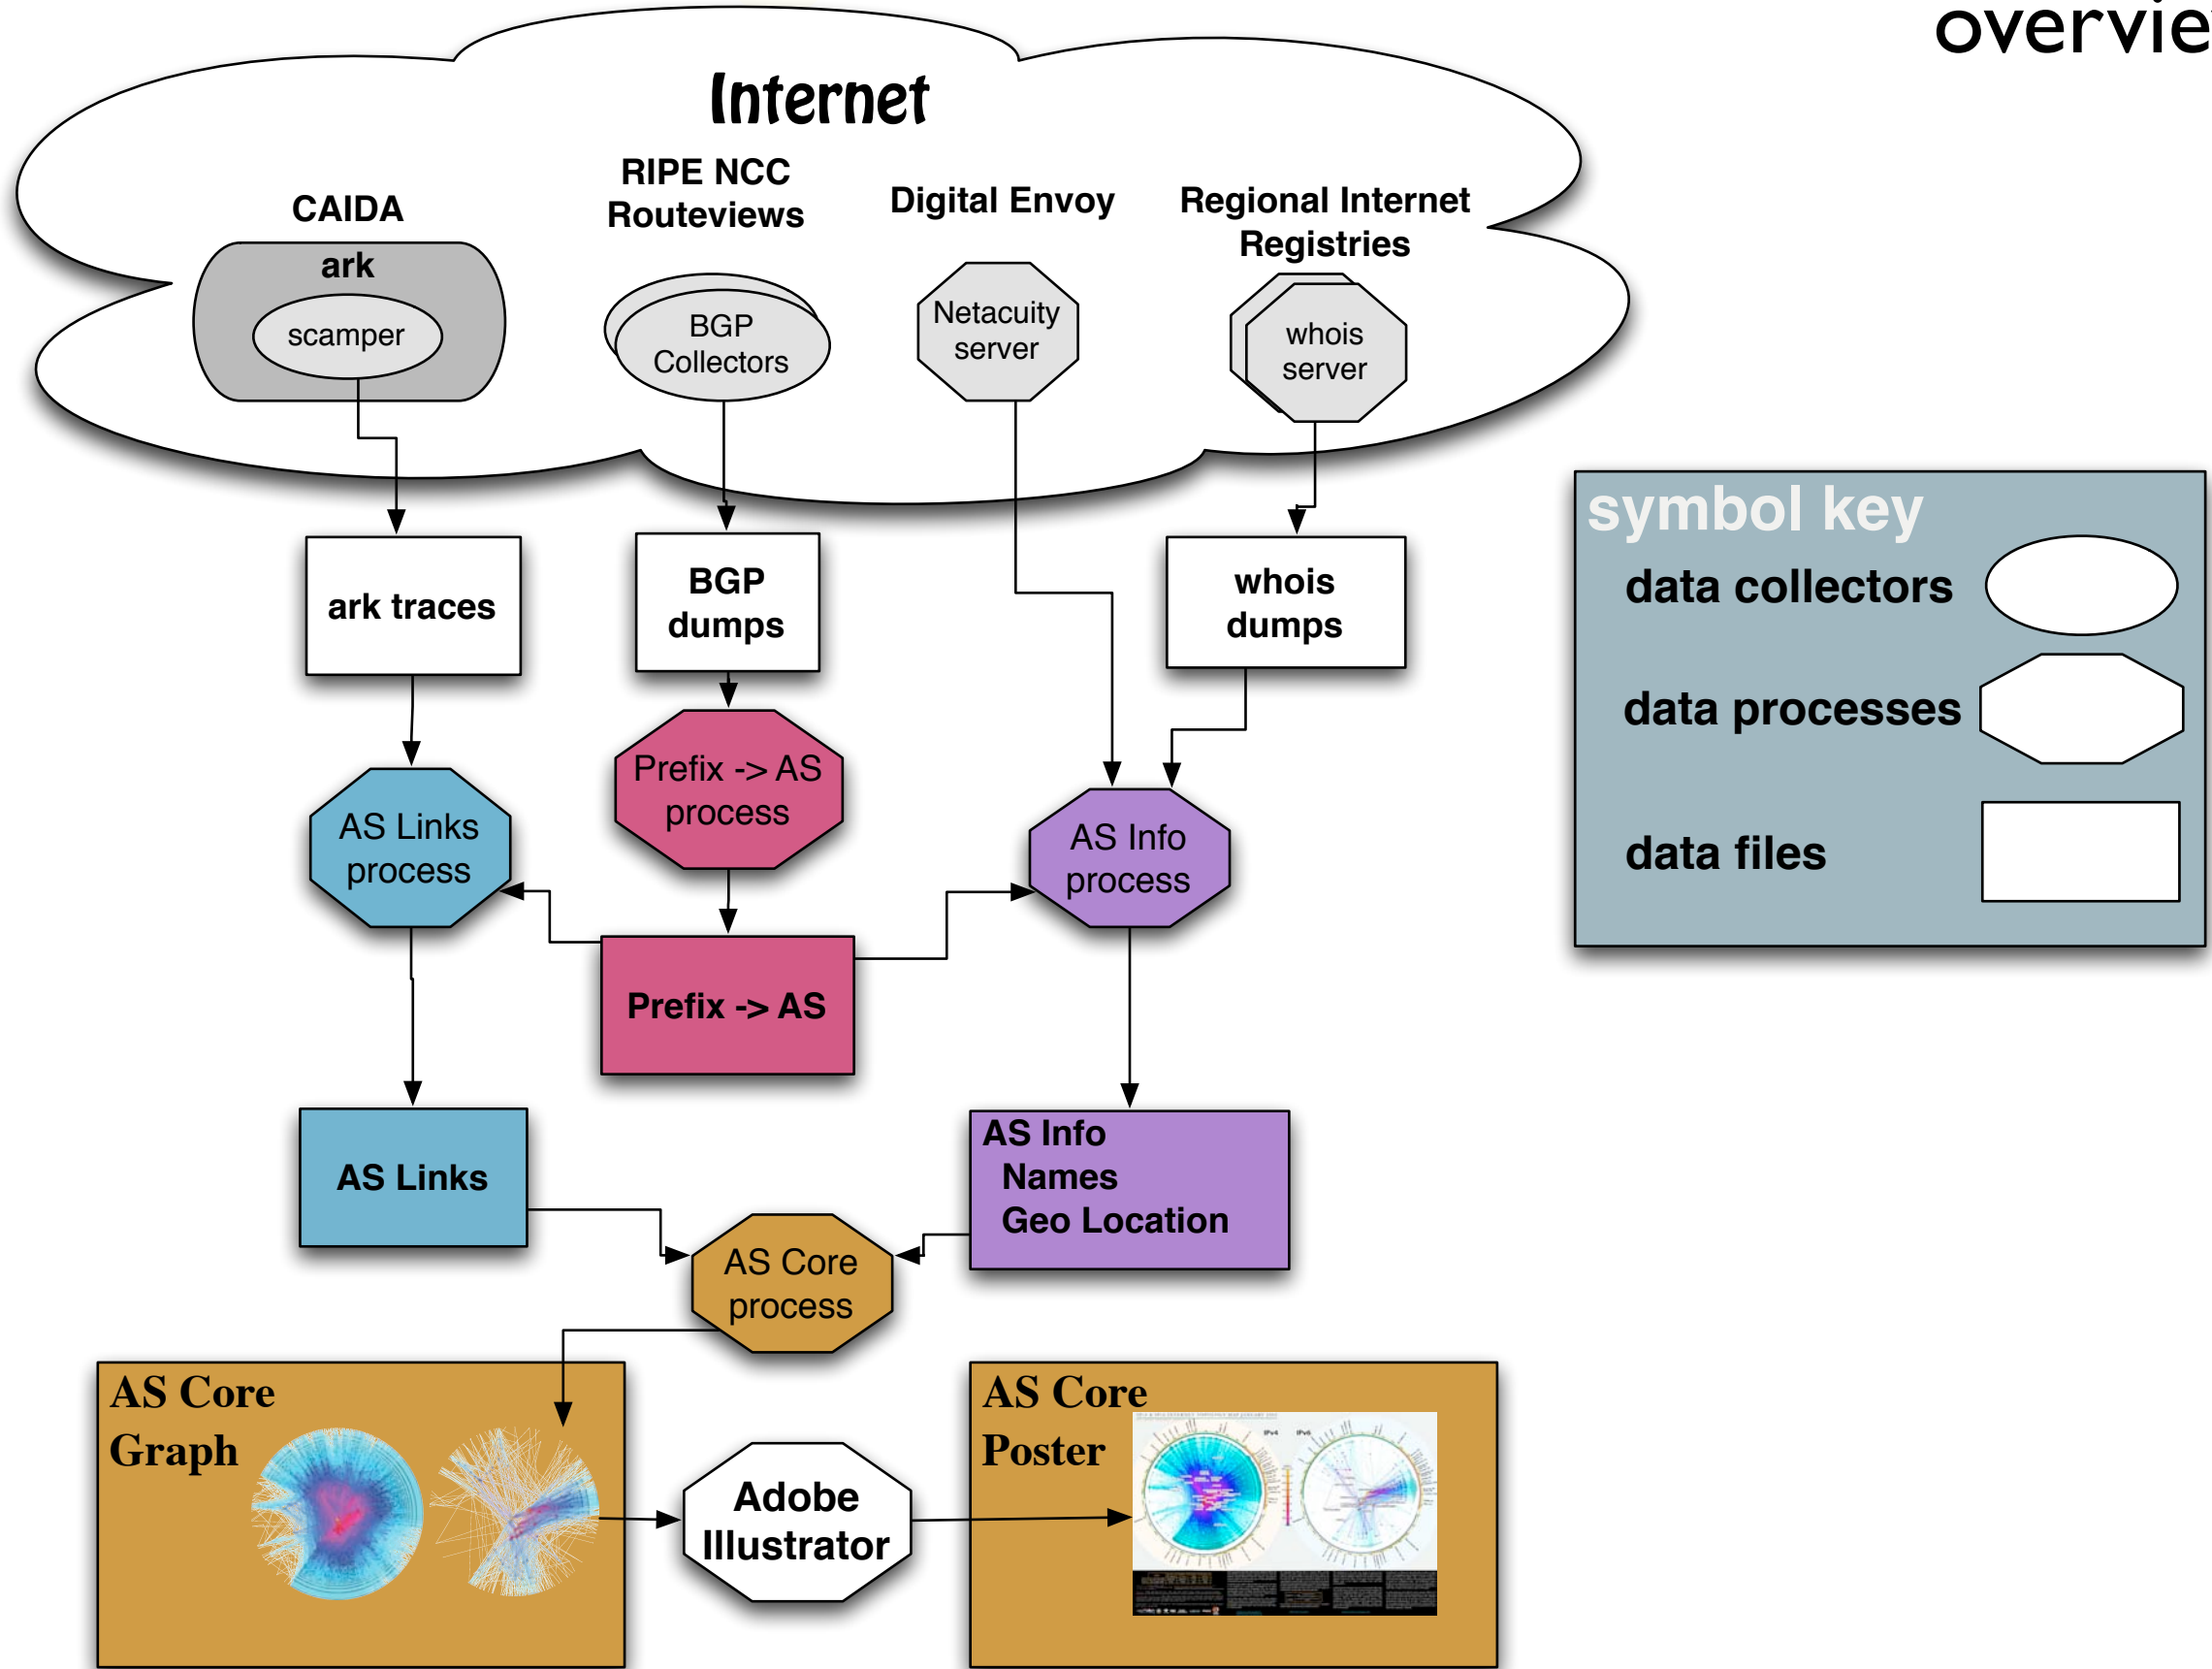 overvie
Internet
CAIDA
RIPE NCC
Routeviews
Digital Envoy
Regional Internet
Registries
ark
scamper
BGP
Collectors
Netacuity
server
whois
server
symbol key
data collectors
data processes
data files
ark traces
BGP
dumps
whois
dumps
Prefix -> AS
process
AS Links
process
AS Info
process
Prefix -> AS
AS Links
AS Info
Names
Geo Location
AS Core
process
AS Core
Graph
Adobe
Illustrator
AS Core
Poster
IPv4
IPv6